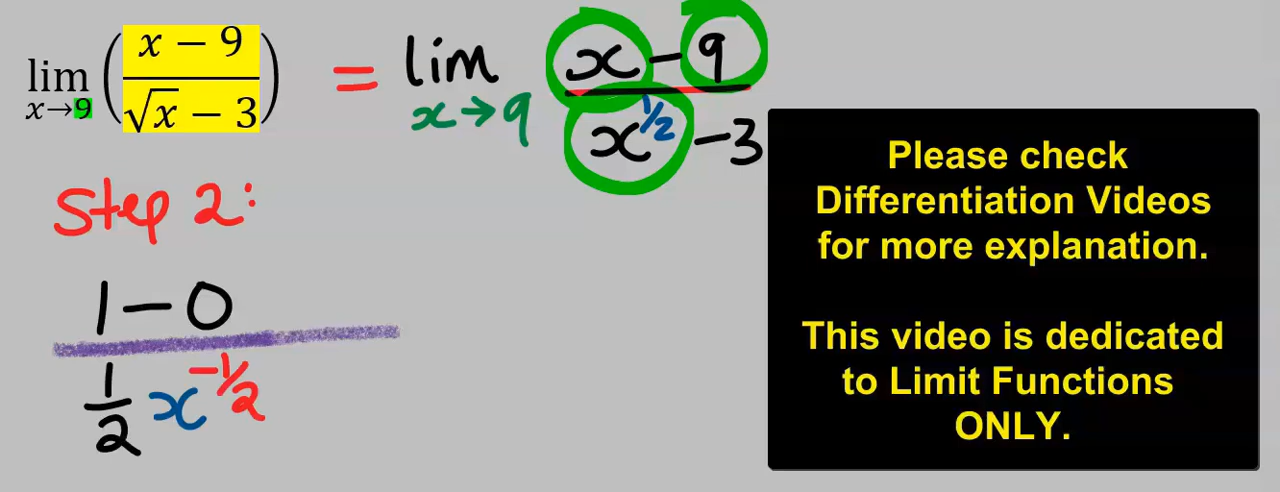 lim x→9 (x − 9 / √x − 3) = lim x→9 x − 9 / x^1/2 − 3
Step 2:
1 − 0
1/2 x^−1/2
Please check
Differentiation Videos
for more explanation.
This video is dedicated
to Limit Functions
ONLY.